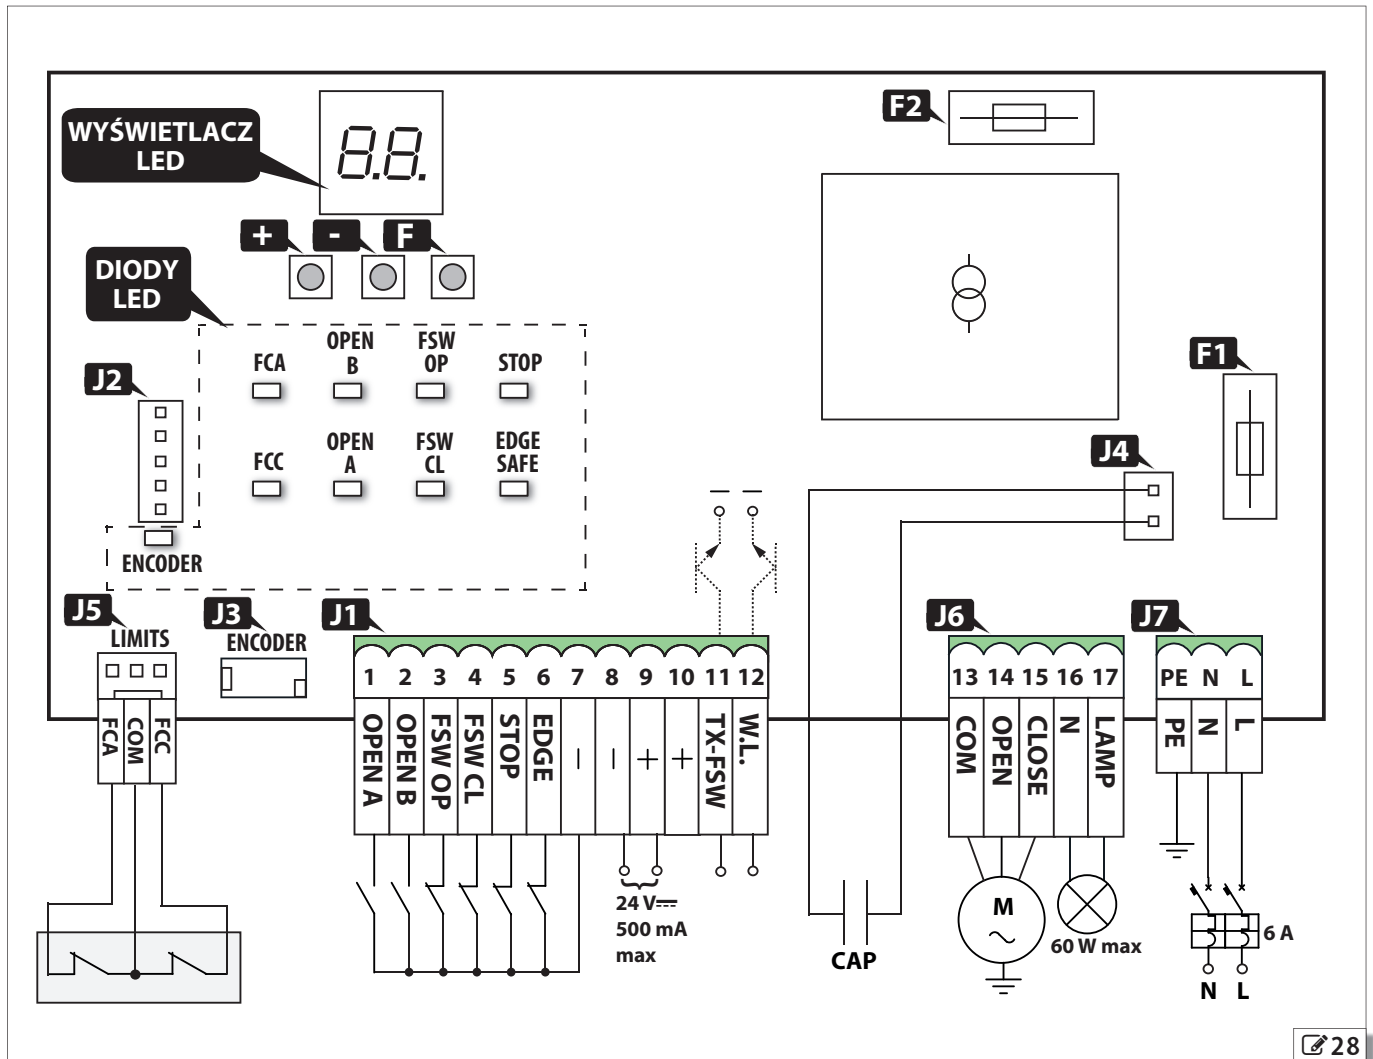 WYŚWIETLACZ
LED
8.8.
F2
+
-
F
DIODY
LED
FCA
OPEN
B
FSW
OP
STOP
J2
F1
FCC
OPEN
A
FSW
CL
EDGE
SAFE
J4
ENCODER
J5
LIMITS
J3
ENCODER
J1
J6
J7
1 2 3 4 5 6 7 8 9 10 11 12
13 14 15 16 17
PE N L
FCA
COM
FCC
OPEN A
OPEN B
FSW OP
FSW CL
STOP
EDGE
–
–
+
+
TX-FSW
W.L.
COM
OPEN
CLOSE
N
LAMP
PE
N
L
24 V
500 mA
max
CAP
M
60 W max
6 A
N L
28